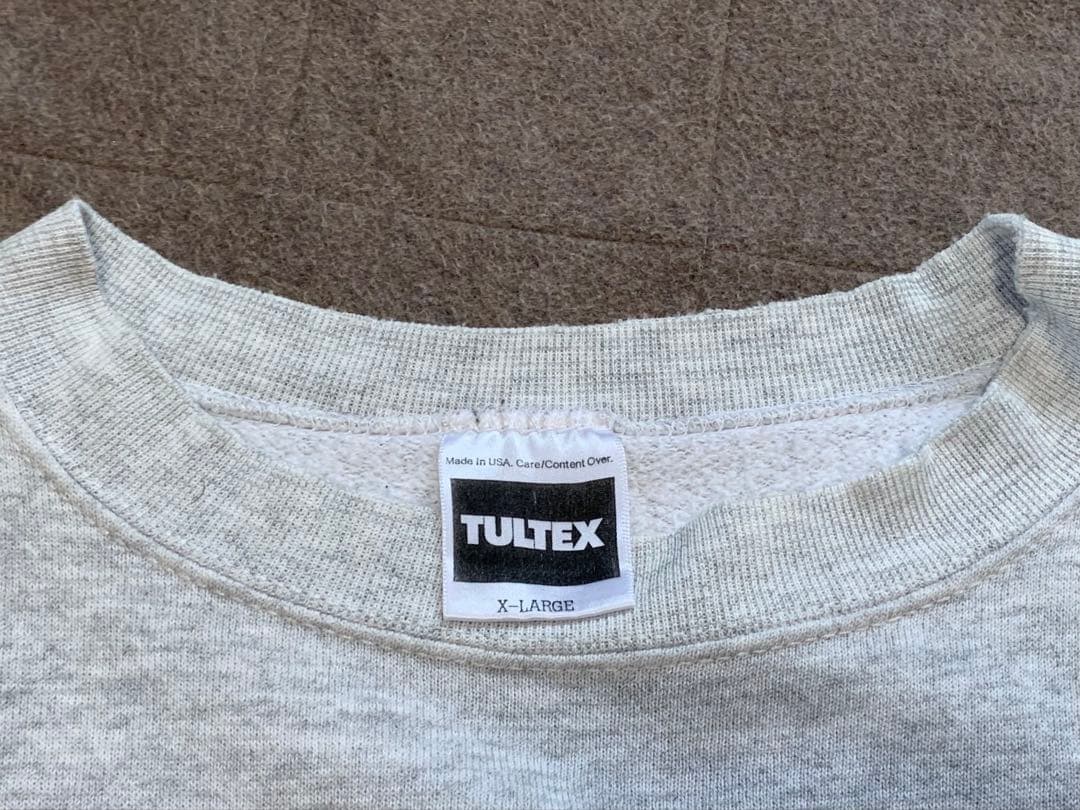 Made in USA. Care/Content Over.
TULTEX
X-LARGE